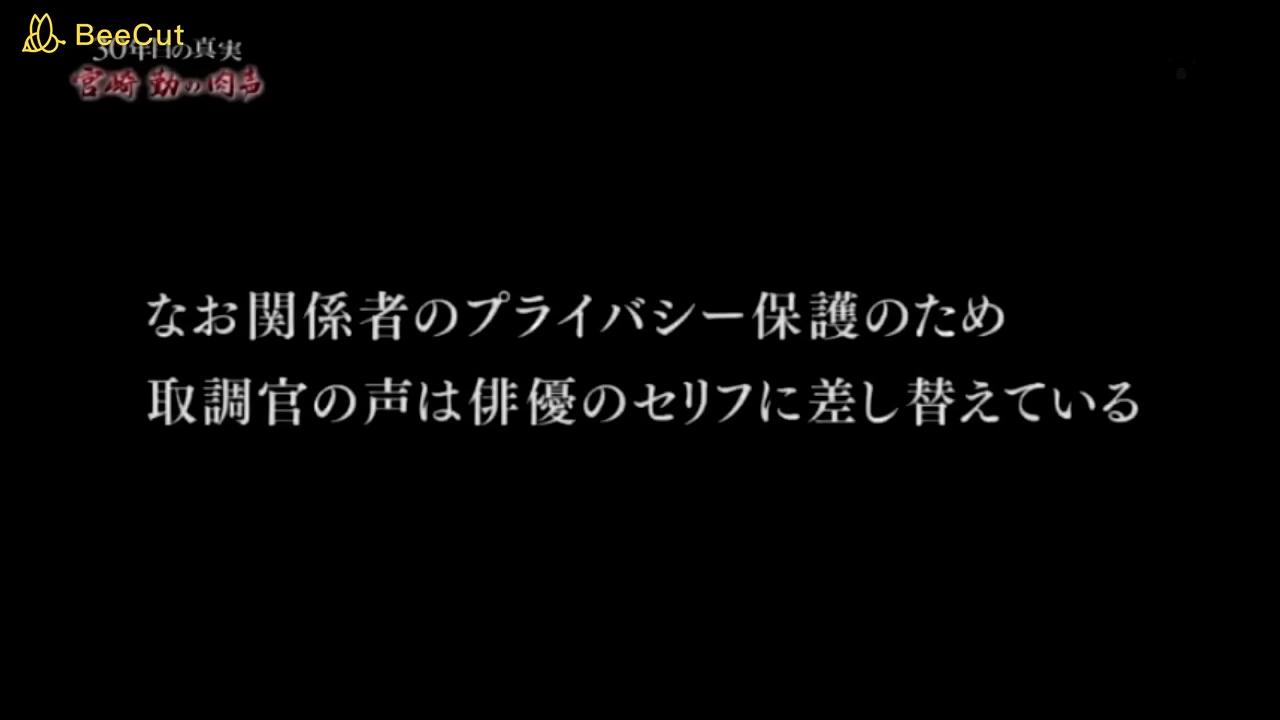 BeeCut
30年目の真実
宮﨑 勤の肉声
なお関係者のプライバシー保護のため
取調官の声は俳優のセリフに差し替えている